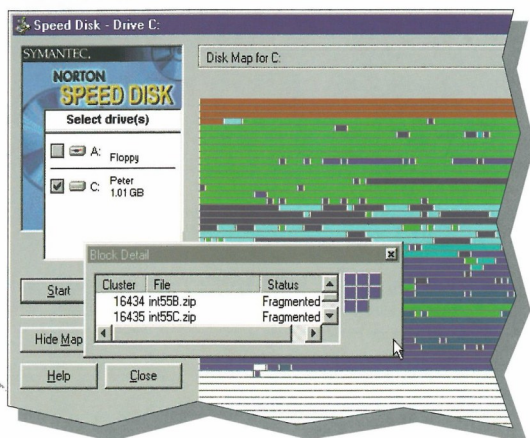 Speed Disk - Drive C:
SYMANTEC.
NORTON
SPEED DISK
Select drive(s)
A: Floppy
C: Peter
1.01 GB
Disk Map for C:
Block Detail
Cluster File Status
16434 int55B.zip Fragmented
16435 int55C.zip Fragmented
Start
Hide Map
Help Close